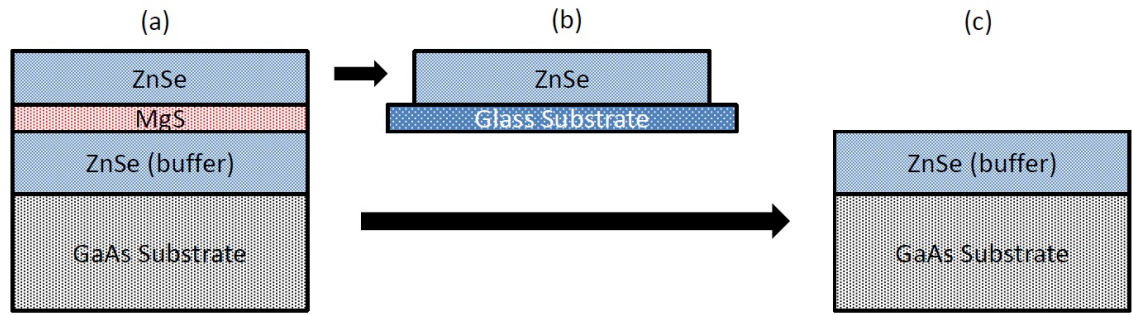 (a)
(b)
(c)
ZnSe
MgS
ZnSe (buffer)
GaAs Substrate
ZnSe
Glass Substrate
ZnSe (buffer)
GaAs Substrate